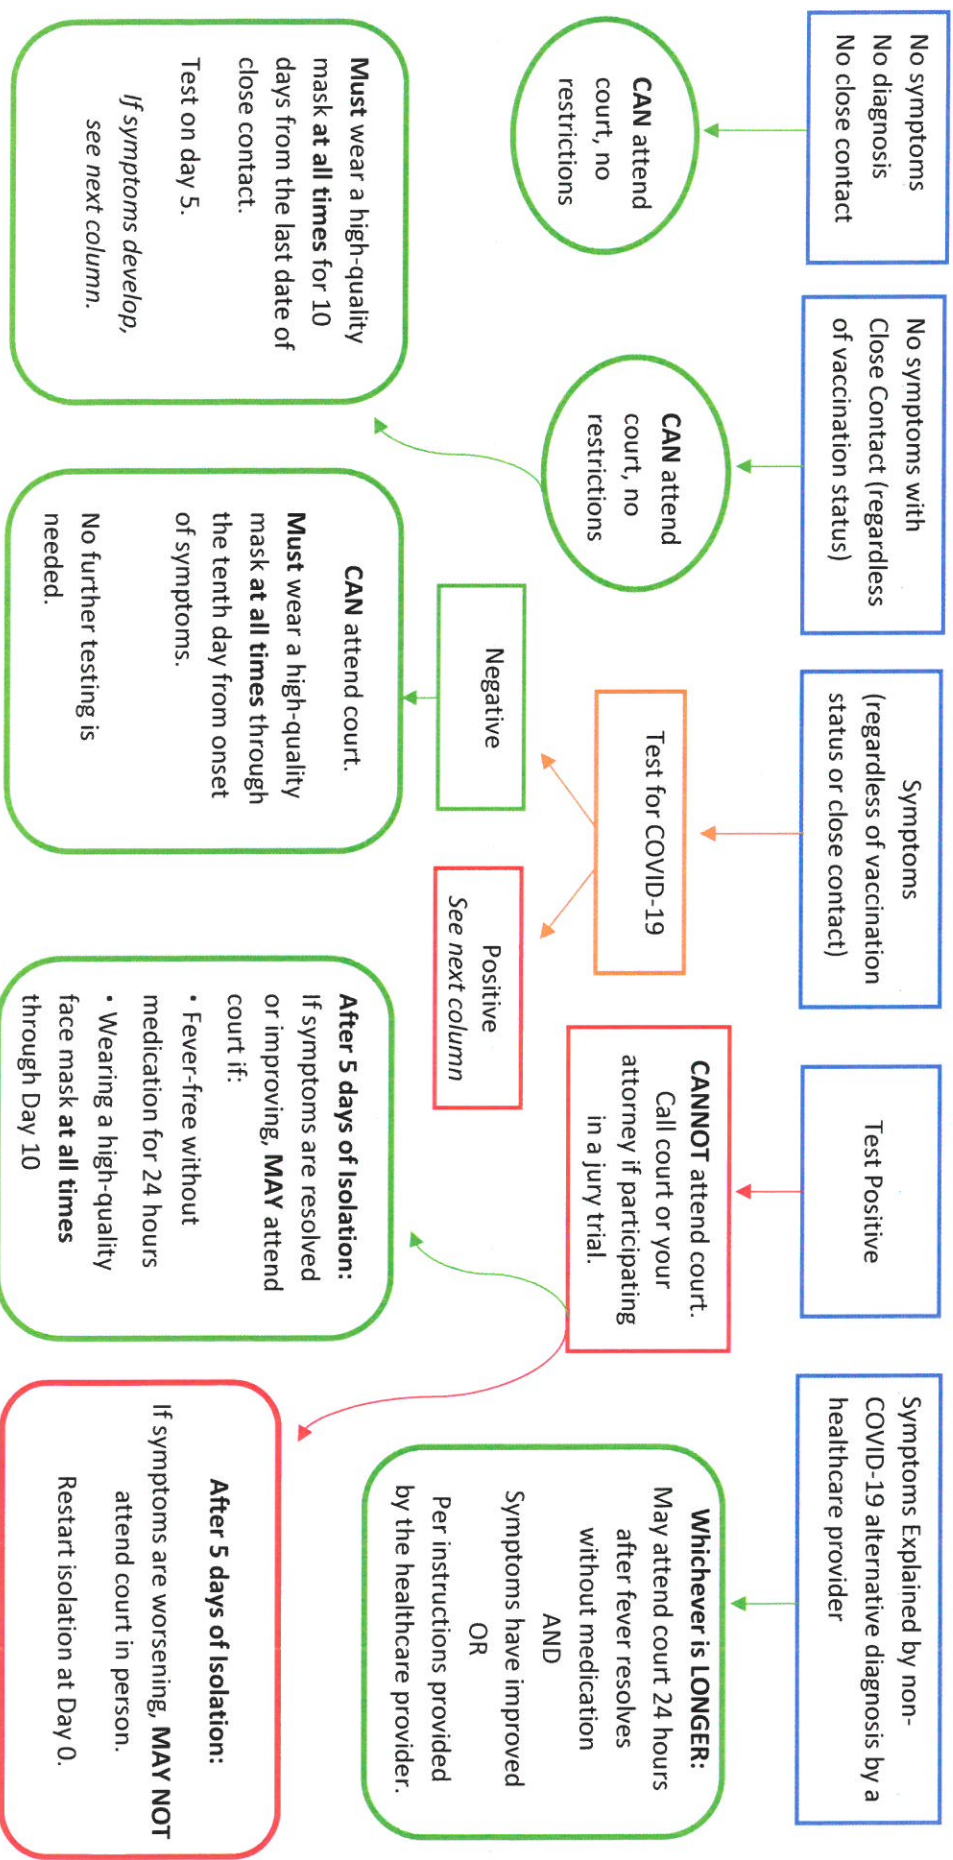 No symptoms
No diagnosis
No close contact
CAN attend
court, no
restrictions
No symptoms with
Close Contact (regardless
of vaccination status)
CAN attend
court, no
restrictions
Must wear a high-quality
mask at all times for 10
days from the last date of
close contact.
Test on day 5.
If symptoms develop,
see next column.
Symptoms
(regardless of vaccination
status or close contact)
Test for COVID-19
Negative
CAN attend court.
Must wear a high-quality
mask at all times through
the tenth day from onset
of symptoms.
No further testing is
needed.
Positive
See next column
Test Positive
CANNOT attend court.
Call court or your
attorney if participating
in a jury trial.
After 5 days of Isolation:
If symptoms are resolved
or improving, MAY attend
court if:
• Fever-free without
medication for 24 hours
• Wearing a high-quality
face mask at all times
through Day 10
After 5 days of Isolation:
If symptoms are worsening, MAY NOT
attend court in person.
Restart isolation at Day 0.
Symptoms Explained by non-
COVID-19 alternative diagnosis by a
healthcare provider
Whichever is LONGER:
May attend court 24 hours
after fever resolves
without medication
AND
Symptoms have improved
OR
Per instructions provided
by the healthcare provider.